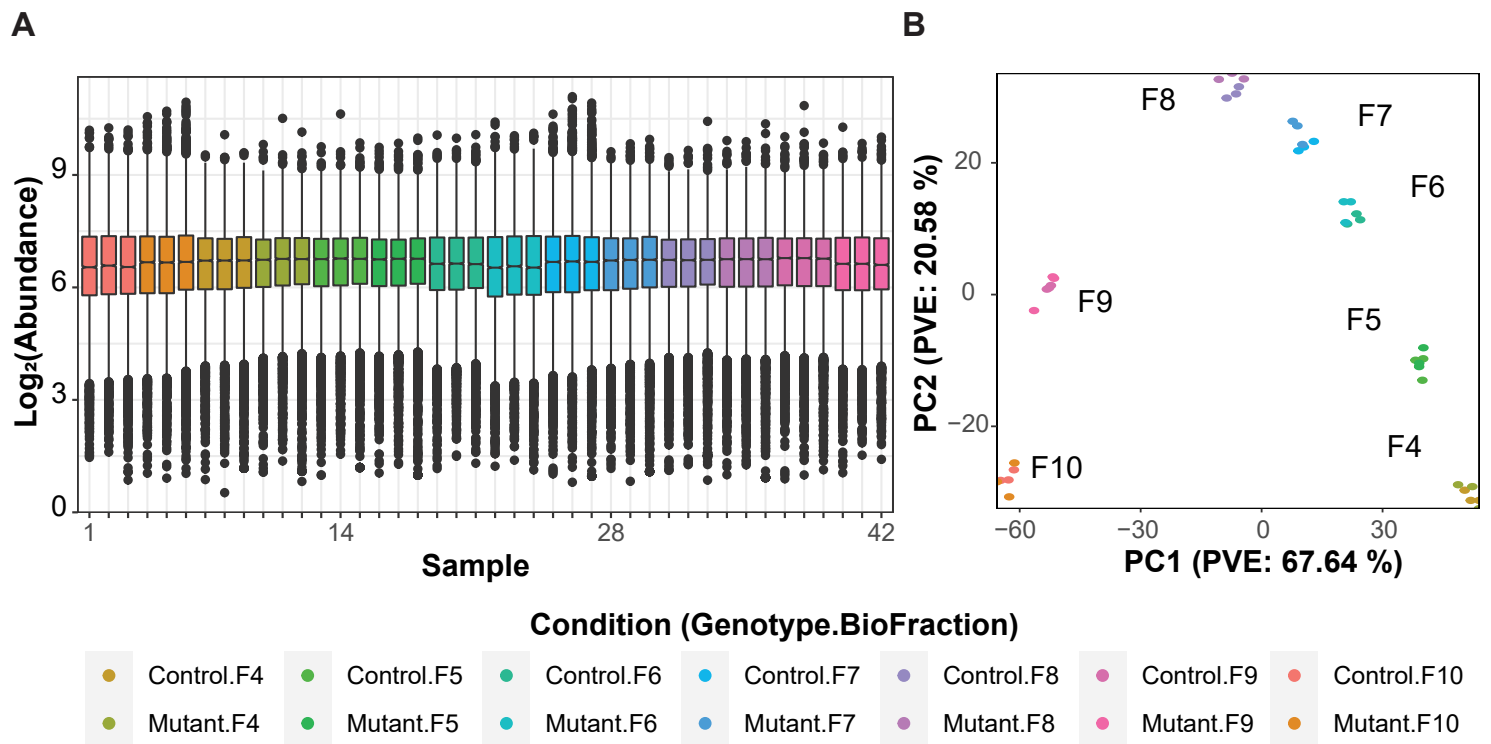 A
B
Log₂(Abundance)
9
6
3
0
1
14
28
42
Sample
PC2 (PVE: 20.58 %)
20
0
−20
F8
F7
F6
F9
F5
F4
F10
−60
−30
0
30
PC1 (PVE: 67.64 %)
Condition (Genotype.BioFraction)
Control.F4 Control.F5 Control.F6 Control.F7 Control.F8 Control.F9 Control.F10
Mutant.F4 Mutant.F5 Mutant.F6 Mutant.F7 Mutant.F8 Mutant.F9 Mutant.F10